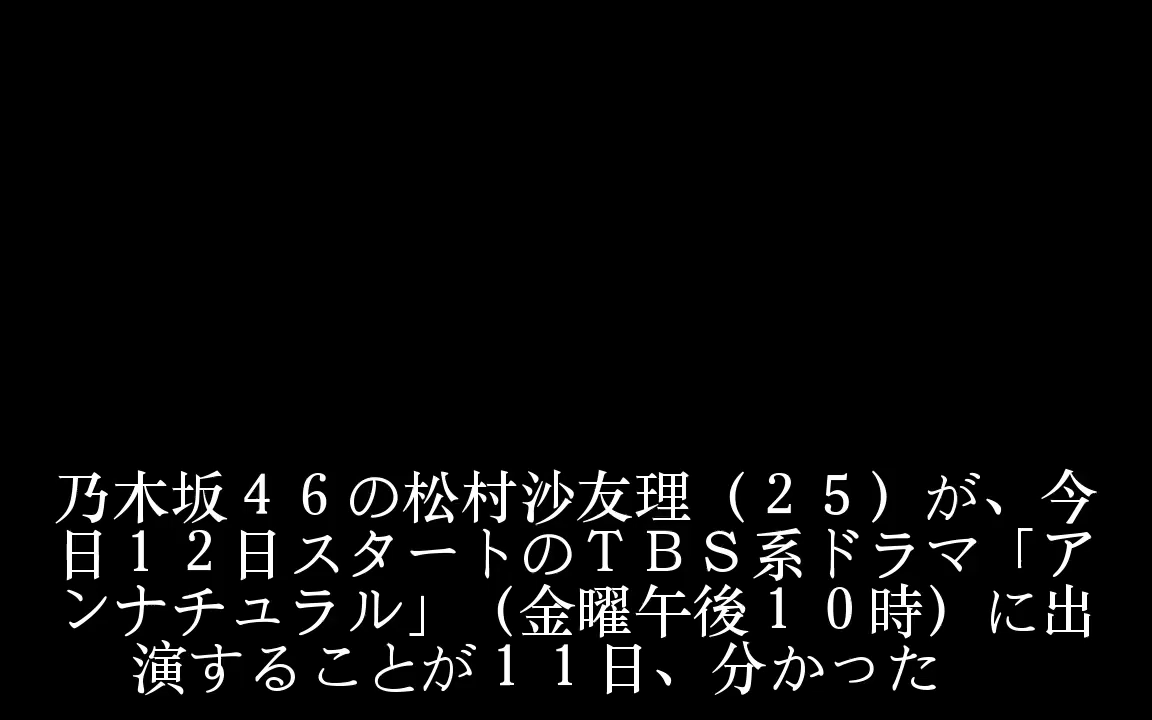 乃木坂４６の松村沙友理（２５）が、今
日１２日スタートのＴＢＳ系ドラマ「ア
ンナチュラル」（金曜午後１０時）に出
演することが１１日、分かった